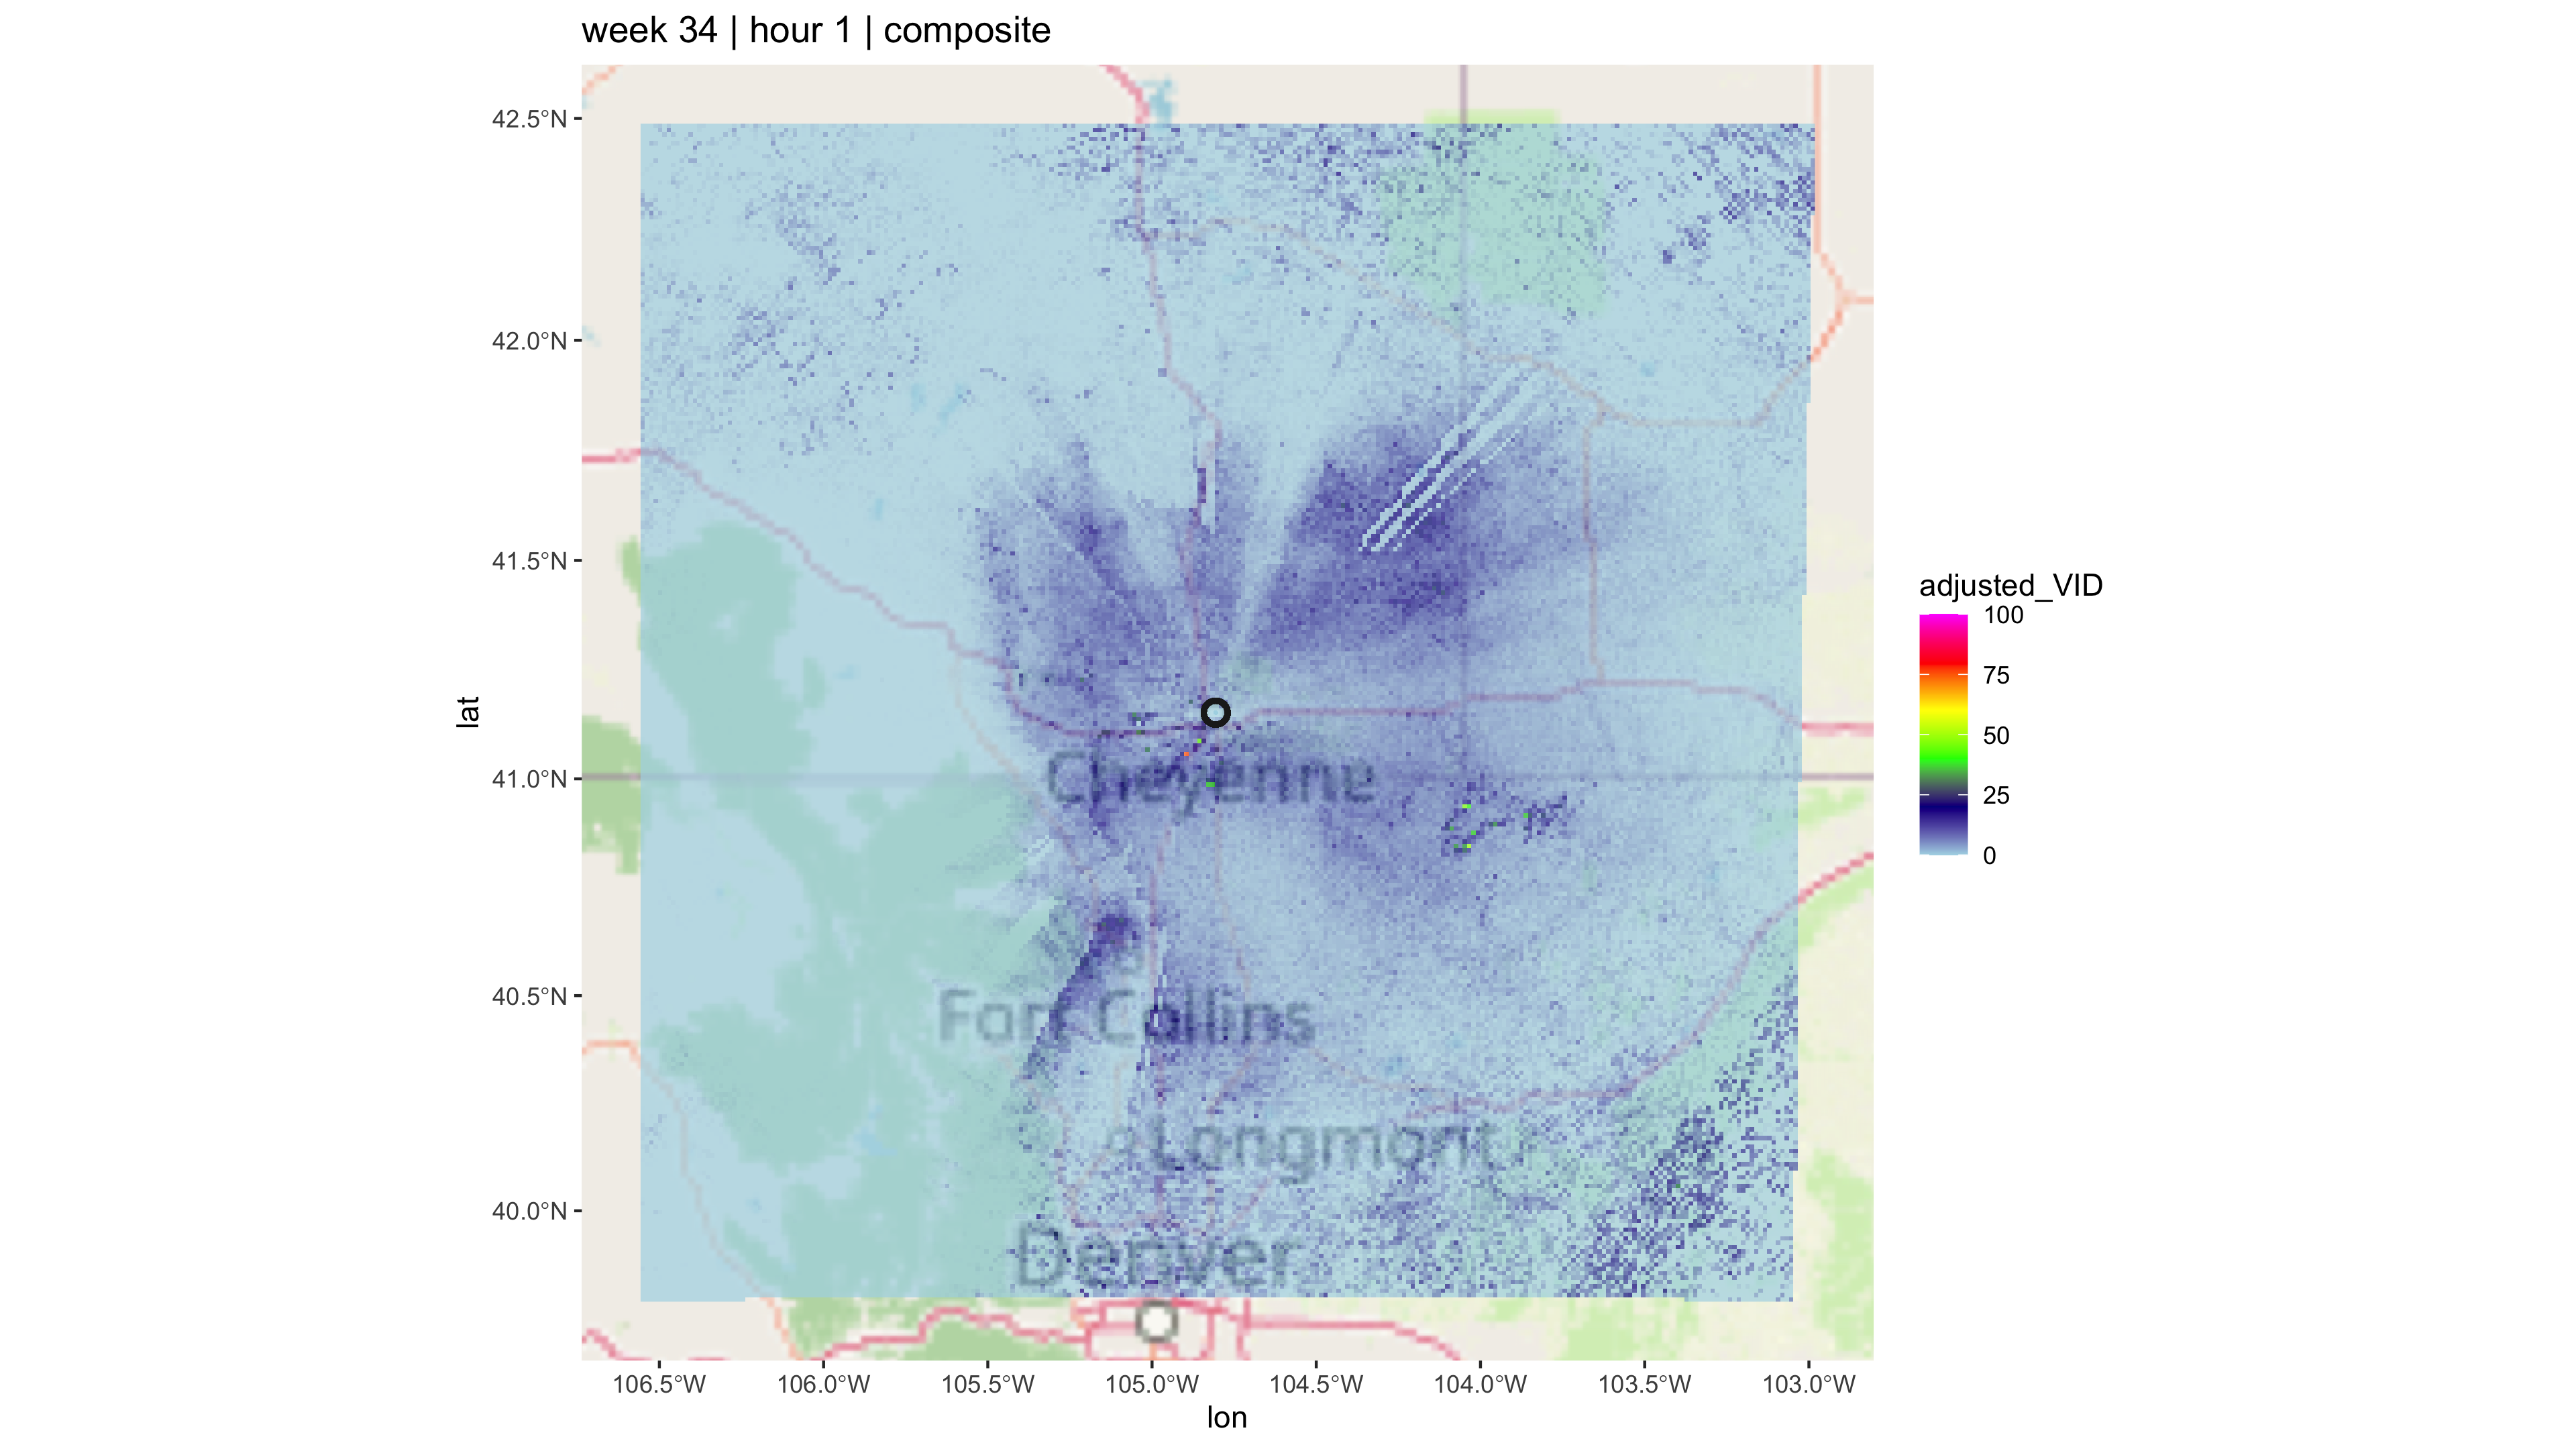 week 34 | hour 1 | composite
42.5°N
42.0°N
41.5°N
41.0°N
40.5°N
40.0°N
lat
Cheyenne
Fort Collins
Longmont
Denver
106.5°W 106.0°W 105.5°W 105.0°W 104.5°W 104.0°W 103.5°W 103.0°W
lon
adjusted_VID
100
75
50
25
0